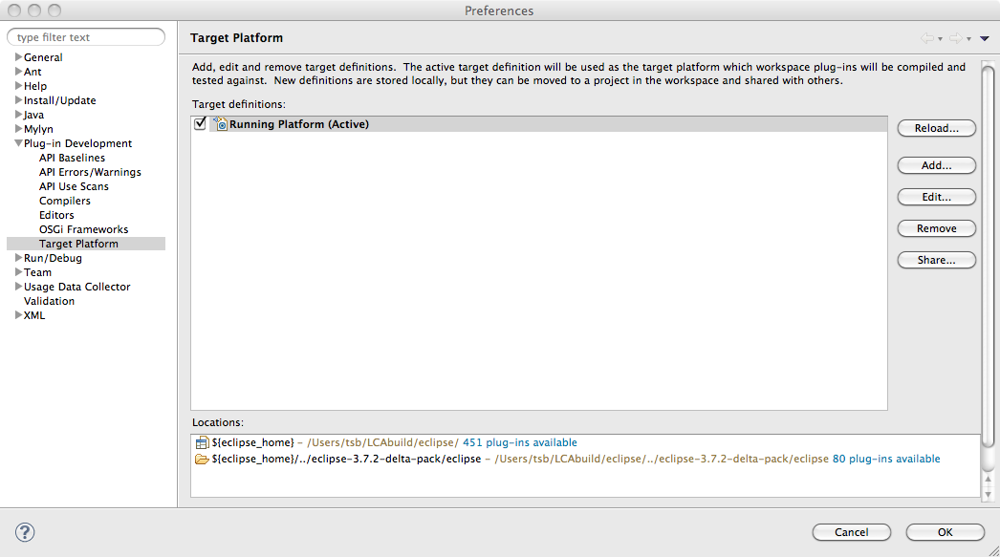 Preferences
type filter text
General
Ant
Help
Install/Update
Java
Mylyn
Plug-in Development
API Baselines
API Errors/Warnings
API Use Scans
Compilers
Editors
OSGi Frameworks
Target Platform
Run/Debug
Team
Usage Data Collector
Validation
XML
Target Platform
Add, edit and remove target definitions.  The active target definition will be used as the target platform which workspace plug-ins will be compiled and
tested against.  New definitions are stored locally, but they can be moved to a project in the workspace and shared with others.
Target definitions:
Running Platform (Active)
Reload...
Add...
Edit...
Remove
Share...
Locations:
${eclipse_home} – /Users/tsb/LCAbuild/eclipse/ 451 plug-ins available
${eclipse_home}/../eclipse-3.7.2-delta-pack/eclipse – /Users/tsb/LCAbuild/eclipse/../eclipse-3.7.2-delta-pack/eclipse 80 plug-ins available
?
Cancel
OK